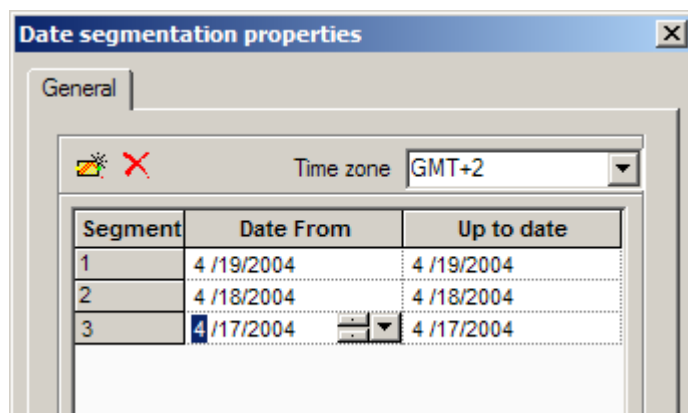 Date segmentation properties
General
Time zone GMT+2
Segment Date From Up to date
1 4 /19/2004 4 /19/2004
2 4 /18/2004 4 /18/2004
3 4 /17/2004 4 /17/2004